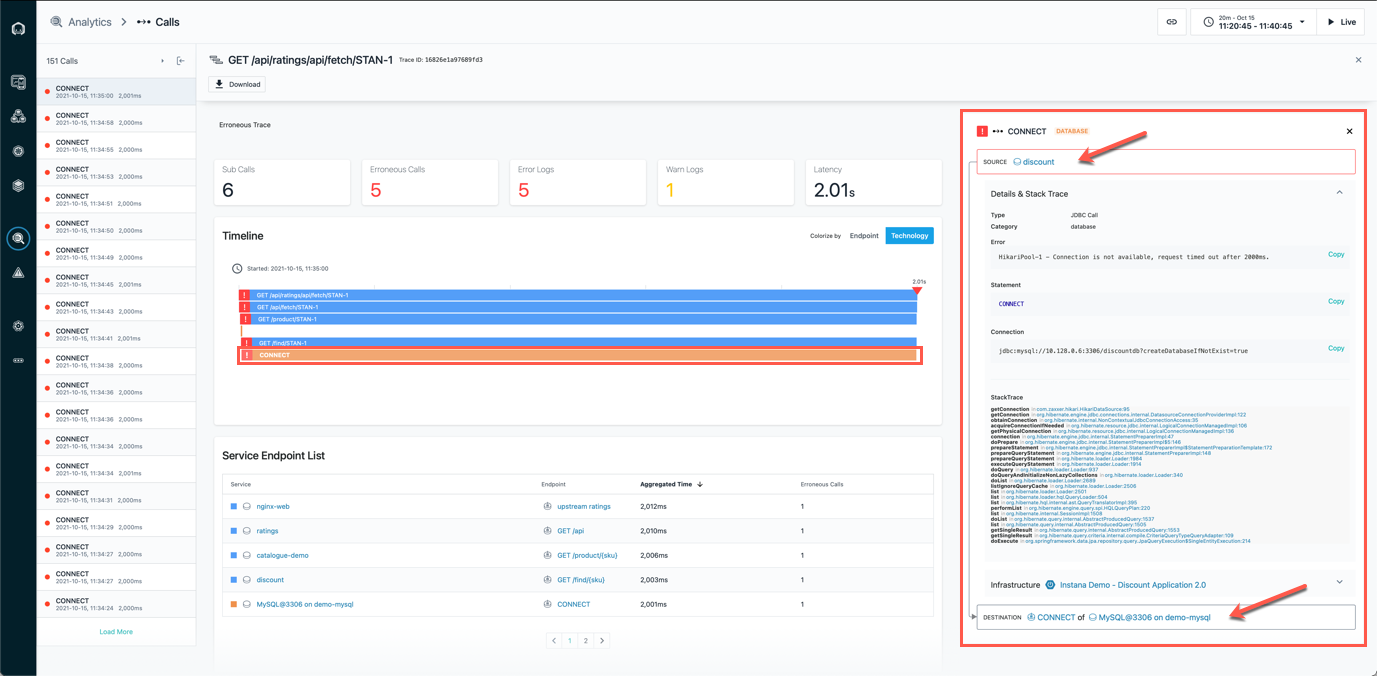 Analytics > Calls
20m - Oct 15
11:20:45 - 11:40:45
Live
151 Calls
CONNECT
2021-10-15, 11:35:00 2,001ms
CONNECT
2021-10-15, 11:34:58 2,000ms
CONNECT
2021-10-15, 11:34:55 2,000ms
CONNECT
2021-10-15, 11:34:53 2,000ms
CONNECT
2021-10-15, 11:34:51 2,000ms
CONNECT
2021-10-15, 11:34:50 2,000ms
CONNECT
2021-10-15, 11:34:49 2,000ms
CONNECT
2021-10-15, 11:34:45 2,001ms
CONNECT
2021-10-15, 11:34:43 2,000ms
CONNECT
2021-10-15, 11:34:41 2,001ms
CONNECT
2021-10-15, 11:34:38 2,000ms
CONNECT
2021-10-15, 11:34:36 2,000ms
CONNECT
2021-10-15, 11:34:36 2,000ms
CONNECT
2021-10-15, 11:34:34 2,000ms
CONNECT
2021-10-15, 11:34:34 2,001ms
CONNECT
2021-10-15, 11:34:31 2,000ms
CONNECT
2021-10-15, 11:34:29 2,000ms
CONNECT
2021-10-15, 11:34:27 2,000ms
CONNECT
2021-10-15, 11:34:27 2,001ms
CONNECT
2021-10-15, 11:34:24 2,000ms
Load More
GET /api/ratings/api/fetch/STAN-1 Trace ID: 16826e1a97689fd3
Download
Erroneous Trace
Sub Calls
6
Erroneous Calls
5
Error Logs
5
Warn Logs
1
Latency
2.01s
Timeline
Colorize by Endpoint Technology
Started: 2021-10-15, 11:35:00
2.01s
! GET /api/ratings/api/fetch/STAN-1
! GET /api/fetch/STAN-1
! GET /product/STAN-1
! GET /find/STAN-1
! CONNECT
Service Endpoint List
Service Endpoint Aggregated Time Erroneous Calls
nginx-web upstream ratings 2,012ms 1
ratings GET /api 2,010ms 1
catalogue-demo GET /product/{sku} 2,006ms 1
discount GET /find/{sku} 2,003ms 1
MySQL@3306 on demo-mysql CONNECT 2,001ms 1
1 2
! CONNECT DATABASE
SOURCE discount
Details & Stack Trace
Type JDBC Call
Category database
Error
HikariPool-1 - Connection is not available, request timed out after 2000ms.
Copy
Statement
CONNECT
Copy
Connection
jdbc:mysql://10.128.0.6:3306/discountdb?createDatabaseIfNotExist=true
Copy
StackTrace
getConnection in com.zaxxer.hikari.HikariDataSource:95
getConnection in org.hibernate.engine.jdbc.connections.internal.DatasourceConnectionProviderImpl:122
obtainConnection in org.hibernate.internal.NonContextualJdbcConnectionAccess:35
acquireConnectionIfNeeded in org.hibernate.resource.jdbc.internal.LogicalConnectionManagedImpl:106
getPhysicalConnection in org.hibernate.resource.jdbc.internal.LogicalConnectionManagedImpl:136
connection in org.hibernate.engine.jdbc.internal.StatementPreparerImpl:47
doPrepare in org.hibernate.engine.jdbc.internal.StatementPreparerImpl$5:146
prepareStatement in org.hibernate.engine.jdbc.internal.StatementPreparerImpl$StatementPreparationTemplate:172
prepareQueryStatement in org.hibernate.engine.jdbc.internal.StatementPreparerImpl:148
prepareQueryStatement in org.hibernate.loader.Loader:1984
executeQueryStatement in org.hibernate.loader.Loader:1914
doQuery in org.hibernate.loader.Loader:937
doQueryAndInitializeNonLazyCollections in org.hibernate.loader.Loader:340
doList in org.hibernate.loader.Loader:2689
listIgnoreQueryCache in org.hibernate.loader.Loader:2506
list in org.hibernate.loader.Loader:2501
list in org.hibernate.loader.hql.QueryLoader:504
list in org.hibernate.hql.internal.ast.QueryTranslatorImpl:395
performList in org.hibernate.engine.query.spi.HQLQueryPlan:220
list in org.hibernate.internal.SessionImpl:1508
doList in org.hibernate.query.internal.AbstractProducedQuery:1537
list in org.hibernate.query.internal.AbstractProducedQuery:1505
getSingleResult in org.hibernate.query.internal.AbstractProducedQuery:1553
getSingleResult in org.hibernate.query.criteria.internal.compile.CriteriaQueryTypeQueryAdapter:109
doExecute in org.springframework.data.jpa.repository.query.JpaQueryExecution$SingleEntityExecution:214
Infrastructure Instana Demo - Discount Application 2.0
DESTINATION CONNECT of MySQL@3306 on demo-mysql